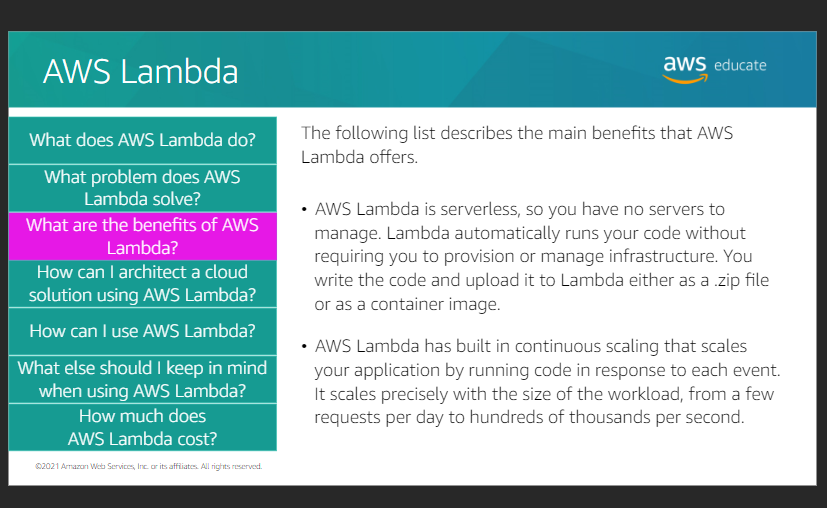 AWS Lambda
aws educate
What does AWS Lambda do?
What problem does AWS
Lambda solve?
What are the benefits of AWS
Lambda?
How can I architect a cloud
solution using AWS Lambda?
How can I use AWS Lambda?
What else should I keep in mind
when using AWS Lambda?
How much does
AWS Lambda cost?
The following list describes the main benefits that AWS
Lambda offers.
• AWS Lambda is serverless, so you have no servers to
manage. Lambda automatically runs your code without
requiring you to provision or manage infrastructure. You
write the code and upload it to Lambda either as a .zip file
or as a container image.
• AWS Lambda has built in continuous scaling that scales
your application by running code in response to each event.
It scales precisely with the size of the workload, from a few
requests per day to hundreds of thousands per second.
©2021 Amazon Web Services, Inc. or its affiliates. All rights reserved.